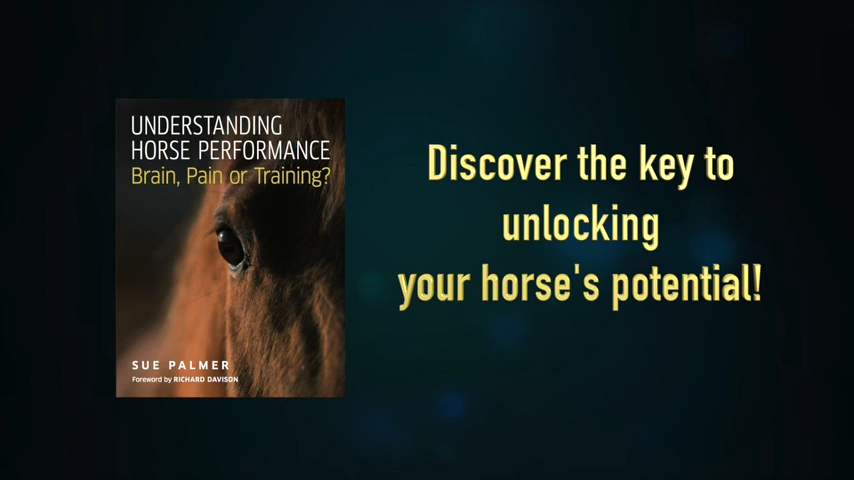 UNDERSTANDING
HORSE PERFORMANCE
Brain, Pain or Training?
SUE PALMER
Foreword by RICHARD DAVISON
Discover the key to
unlocking
your horse's potential!